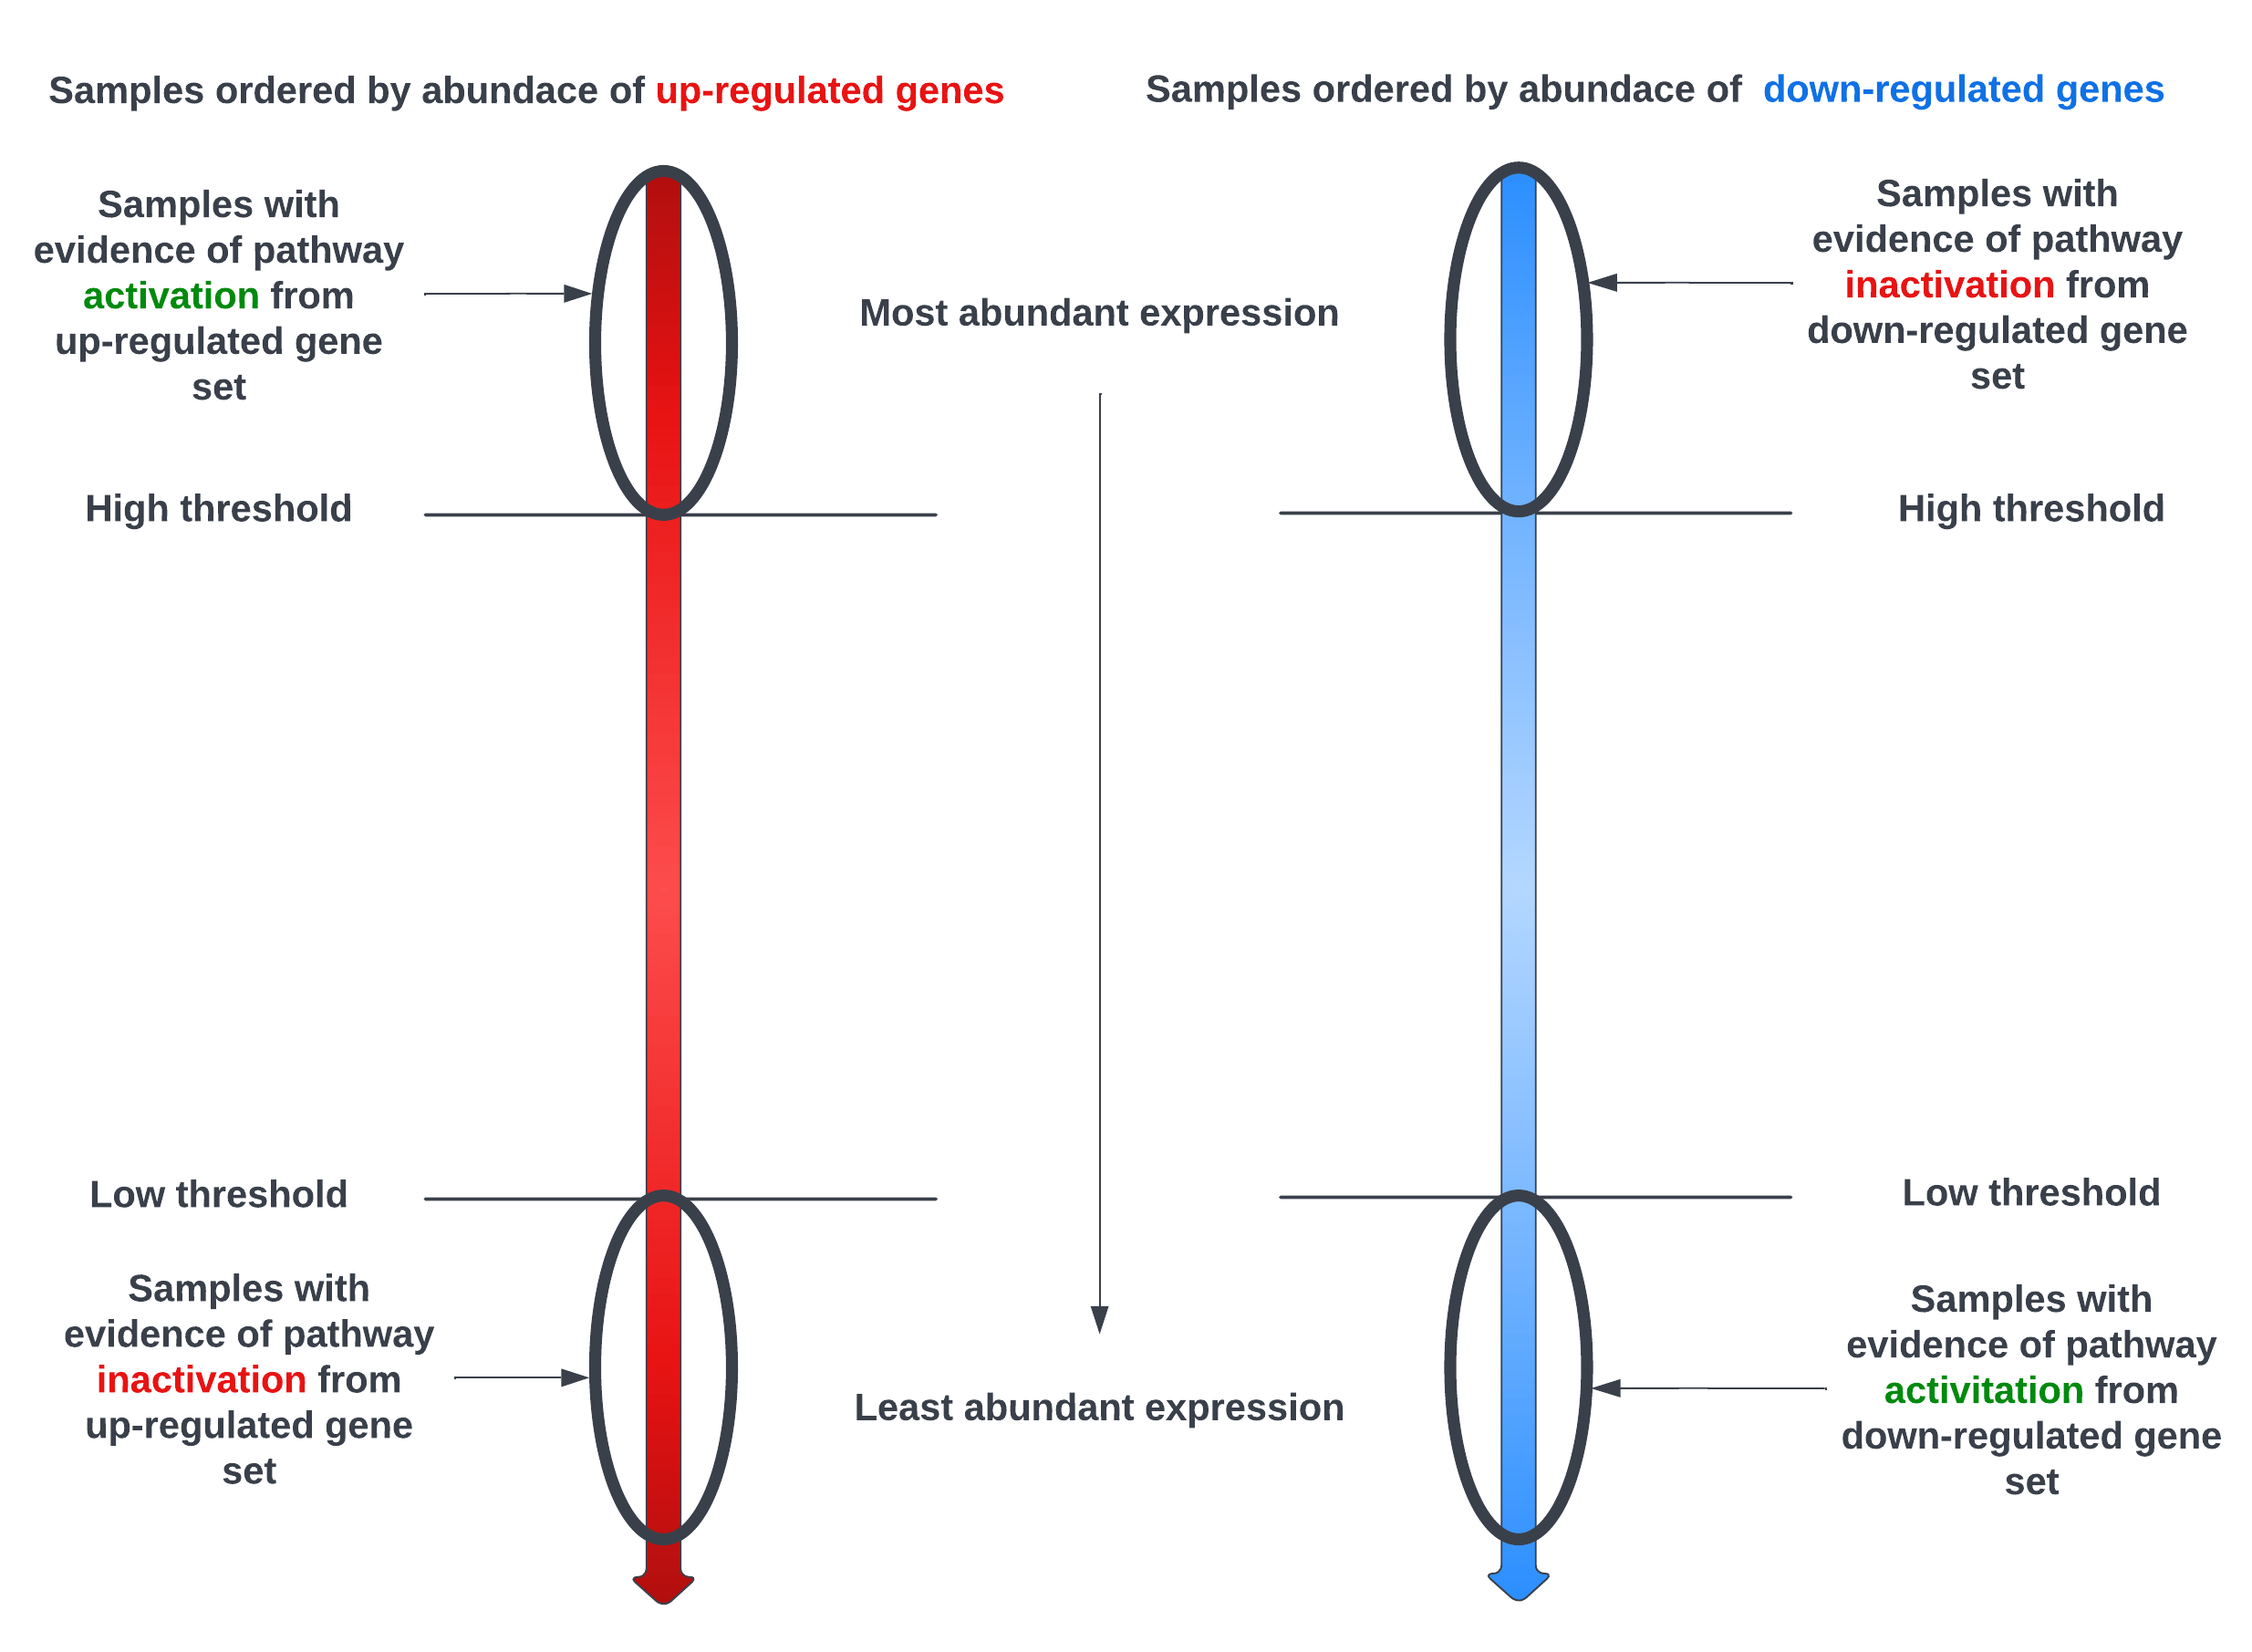 Samples ordered by abundace of up-regulated genes
Samples ordered by abundace of down-regulated genes
Samples with
evidence of pathway
activation from
up-regulated gene
set
Most abundant expression
Samples with
evidence of pathway
inactivation from
down-regulated gene
set
High threshold
High threshold
Low threshold
Low threshold
Samples with
evidence of pathway
inactivation from
up-regulated gene
set
Least abundant expression
Samples with
evidence of pathway
activitation from
down-regulated gene
set